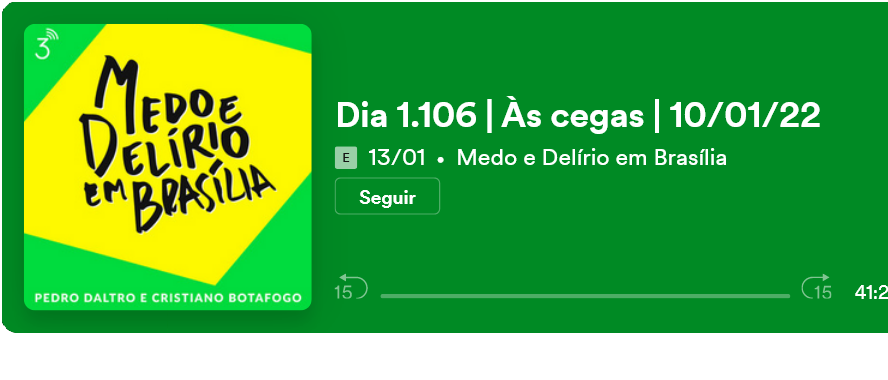 3
MEDO E
DELÍRIO
EM BRASÍLIA
PEDRO DALTRO E CRISTIANO BOTAFOGO
Dia 1.106 | Às cegas | 10/01/22
E 13/01 • Medo e Delírio em Brasília
Seguir
15 15 41:2